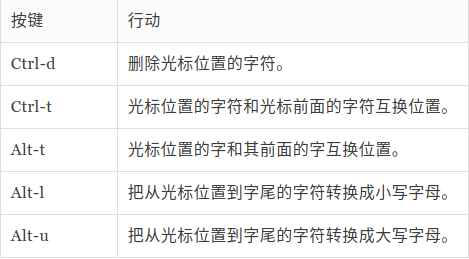 按键 行动
Ctrl-d 删除光标位置的字符。
Ctrl-t 光标位置的字符和光标前面的字符互换位置。
Alt-t 光标位置的字和其前面的字互换位置。
Alt-l 把从光标位置到字尾的字符转换成小写字母。
Alt-u 把从光标位置到字尾的字符转换成大写字母。